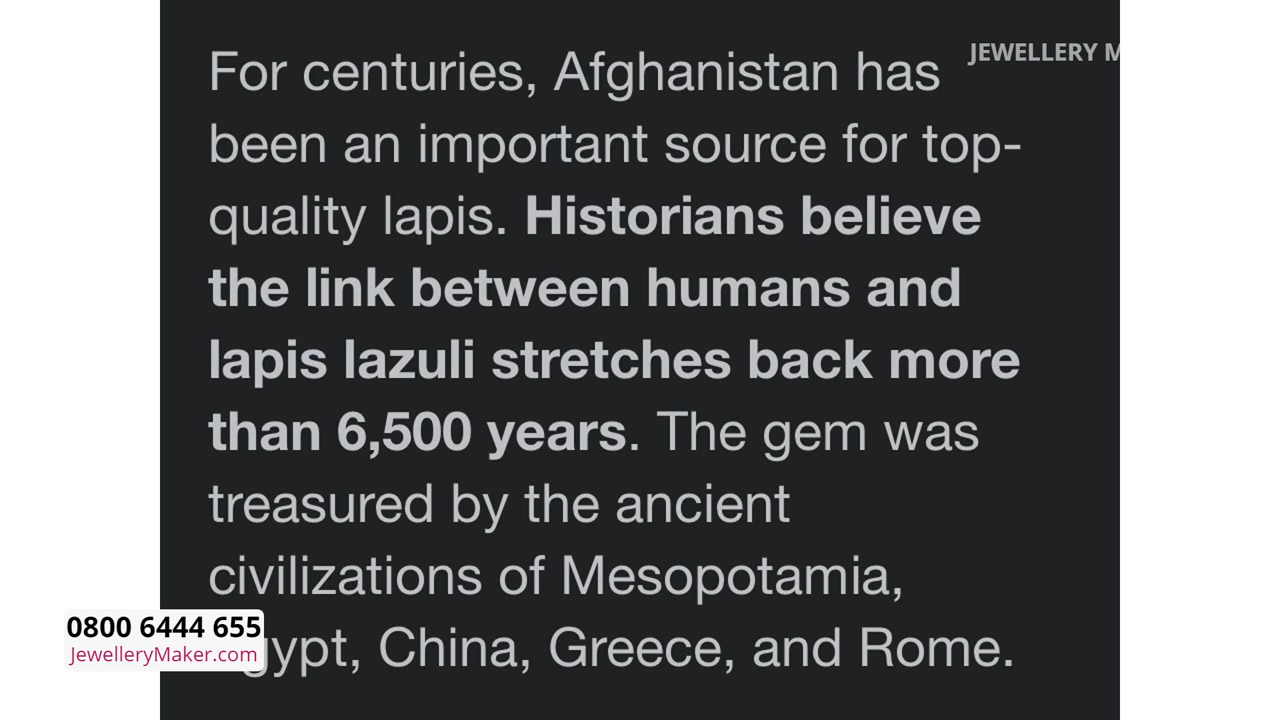 For centuries, Afghanistan has
JEWELLERY M
been an important source for top-
quality lapis. Historians believe
the link between humans and
lapis lazuli stretches back more
than 6,500 years. The gem was
treasured by the ancient
civilizations of Mesopotamia,
gypt, China, Greece, and Rome.
0800 6444 655
JewelleryMaker.com